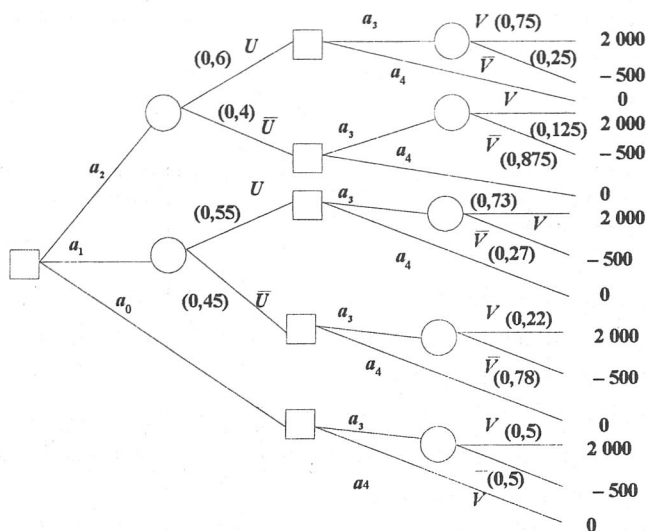 a₃ V (0,75) 2 000
(0,6) U V̅ (0,25) – 500
a₄ 0
(0,4) U̅ a₃ V (0,125) 2 000
a₂ a₄ V̅ (0,875) – 500
U 0
(0,55) a₃ (0,73) V 2 000
a₁ V̅ (0,27) – 500
a₄ 0
a₀ (0,45) U̅ a₃ V (0,22) 2 000
a₄ V̅ (0,78) – 500
0
a₃ V (0,5) 2 000
a4 V̅ (0,5) – 500
0